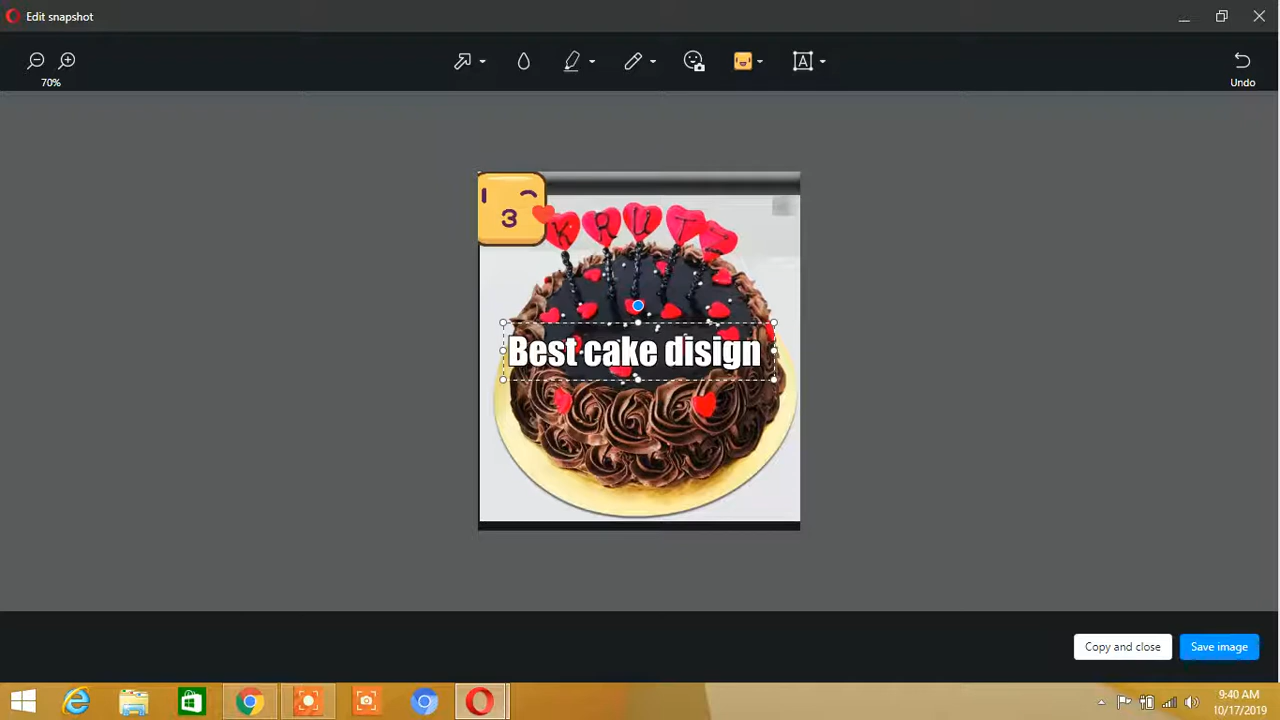 Edit snapshot
70%
Undo
K R U T
Best cake disign
Copy and close
Save image
9:40 AM
10/17/2019